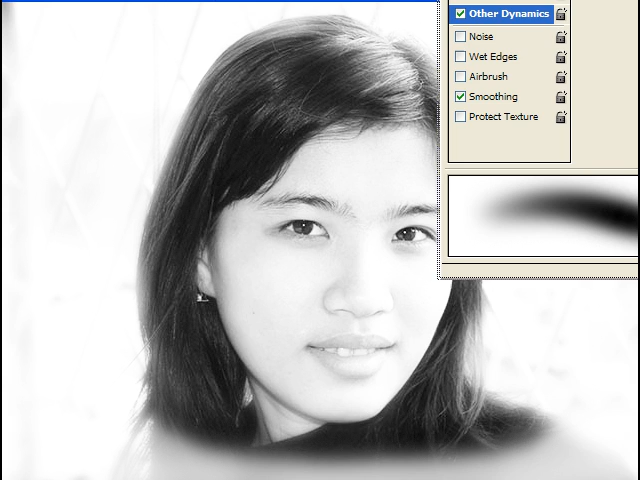 Other Dynamics
Noise
Wet Edges
Airbrush
Smoothing
Protect Texture